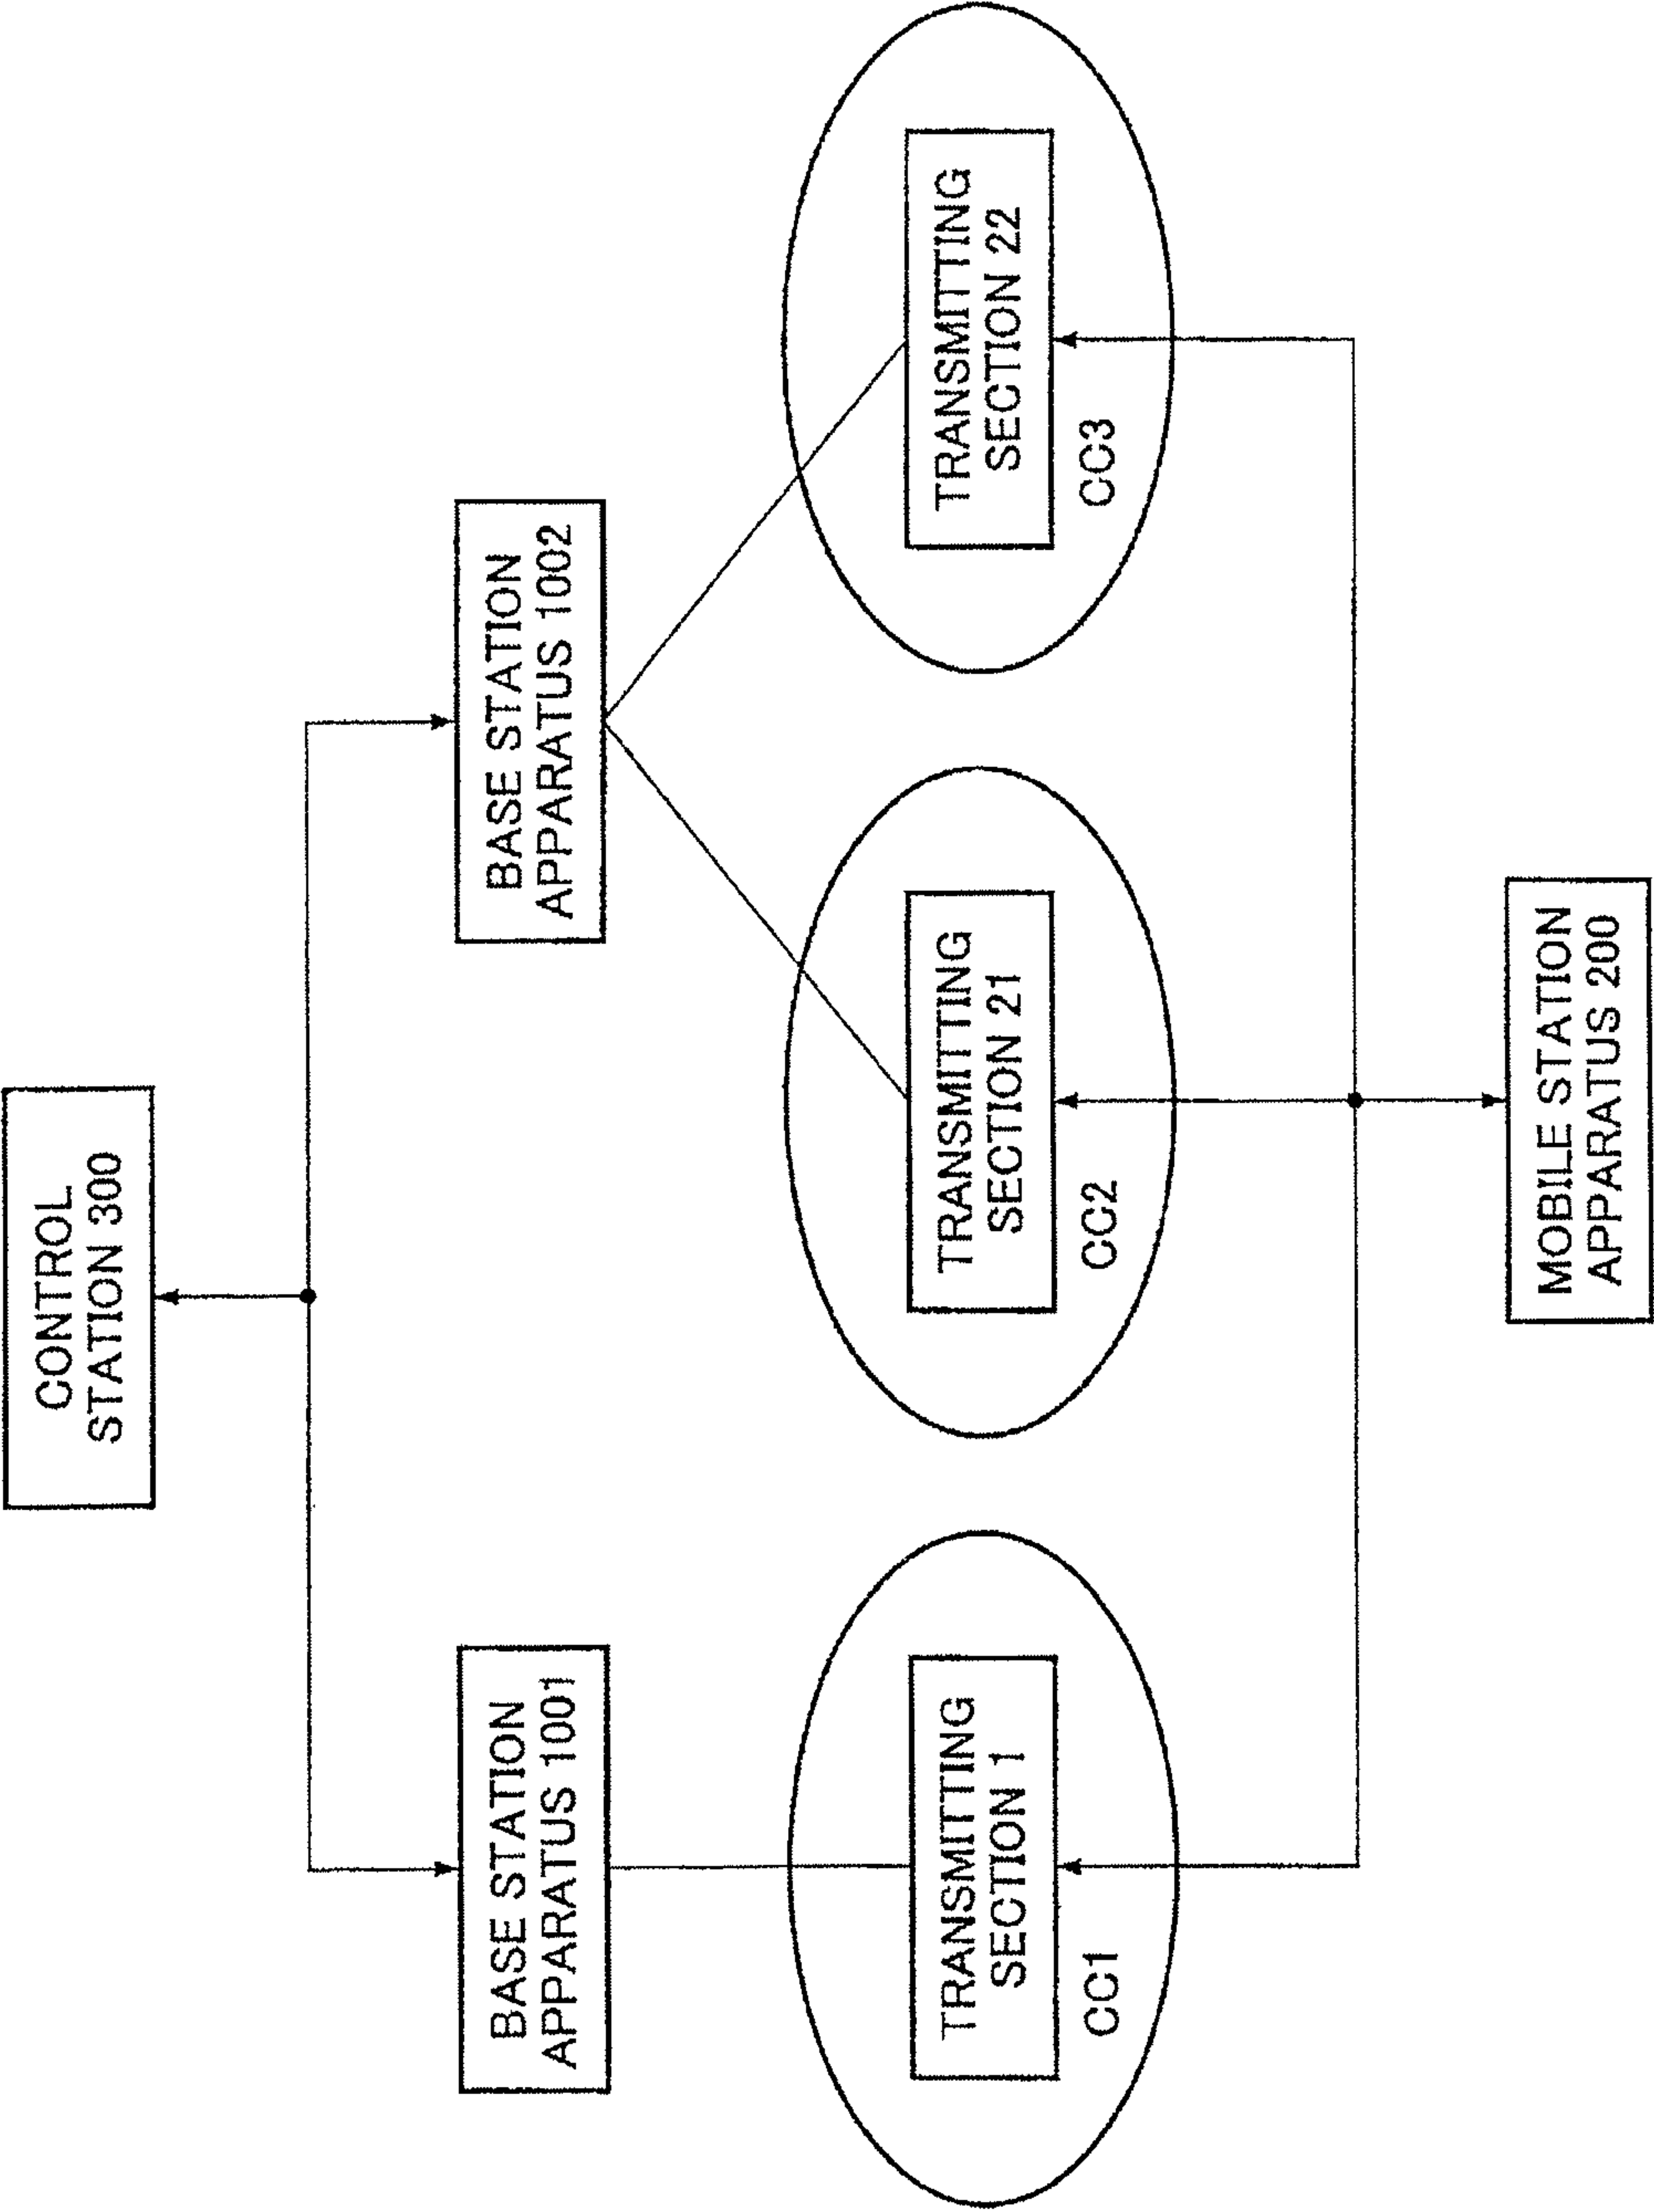 CONTROL
STATION 300
BASE STATION
APPARATUS 1001
BASE STATION
APPARATUS 1002
TRANSMITTING
SECTION 1
CC1
TRANSMITTING
SECTION 21
CC2
TRANSMITTING
SECTION 22
CC3
MOBILE STATION
APPARATUS 200